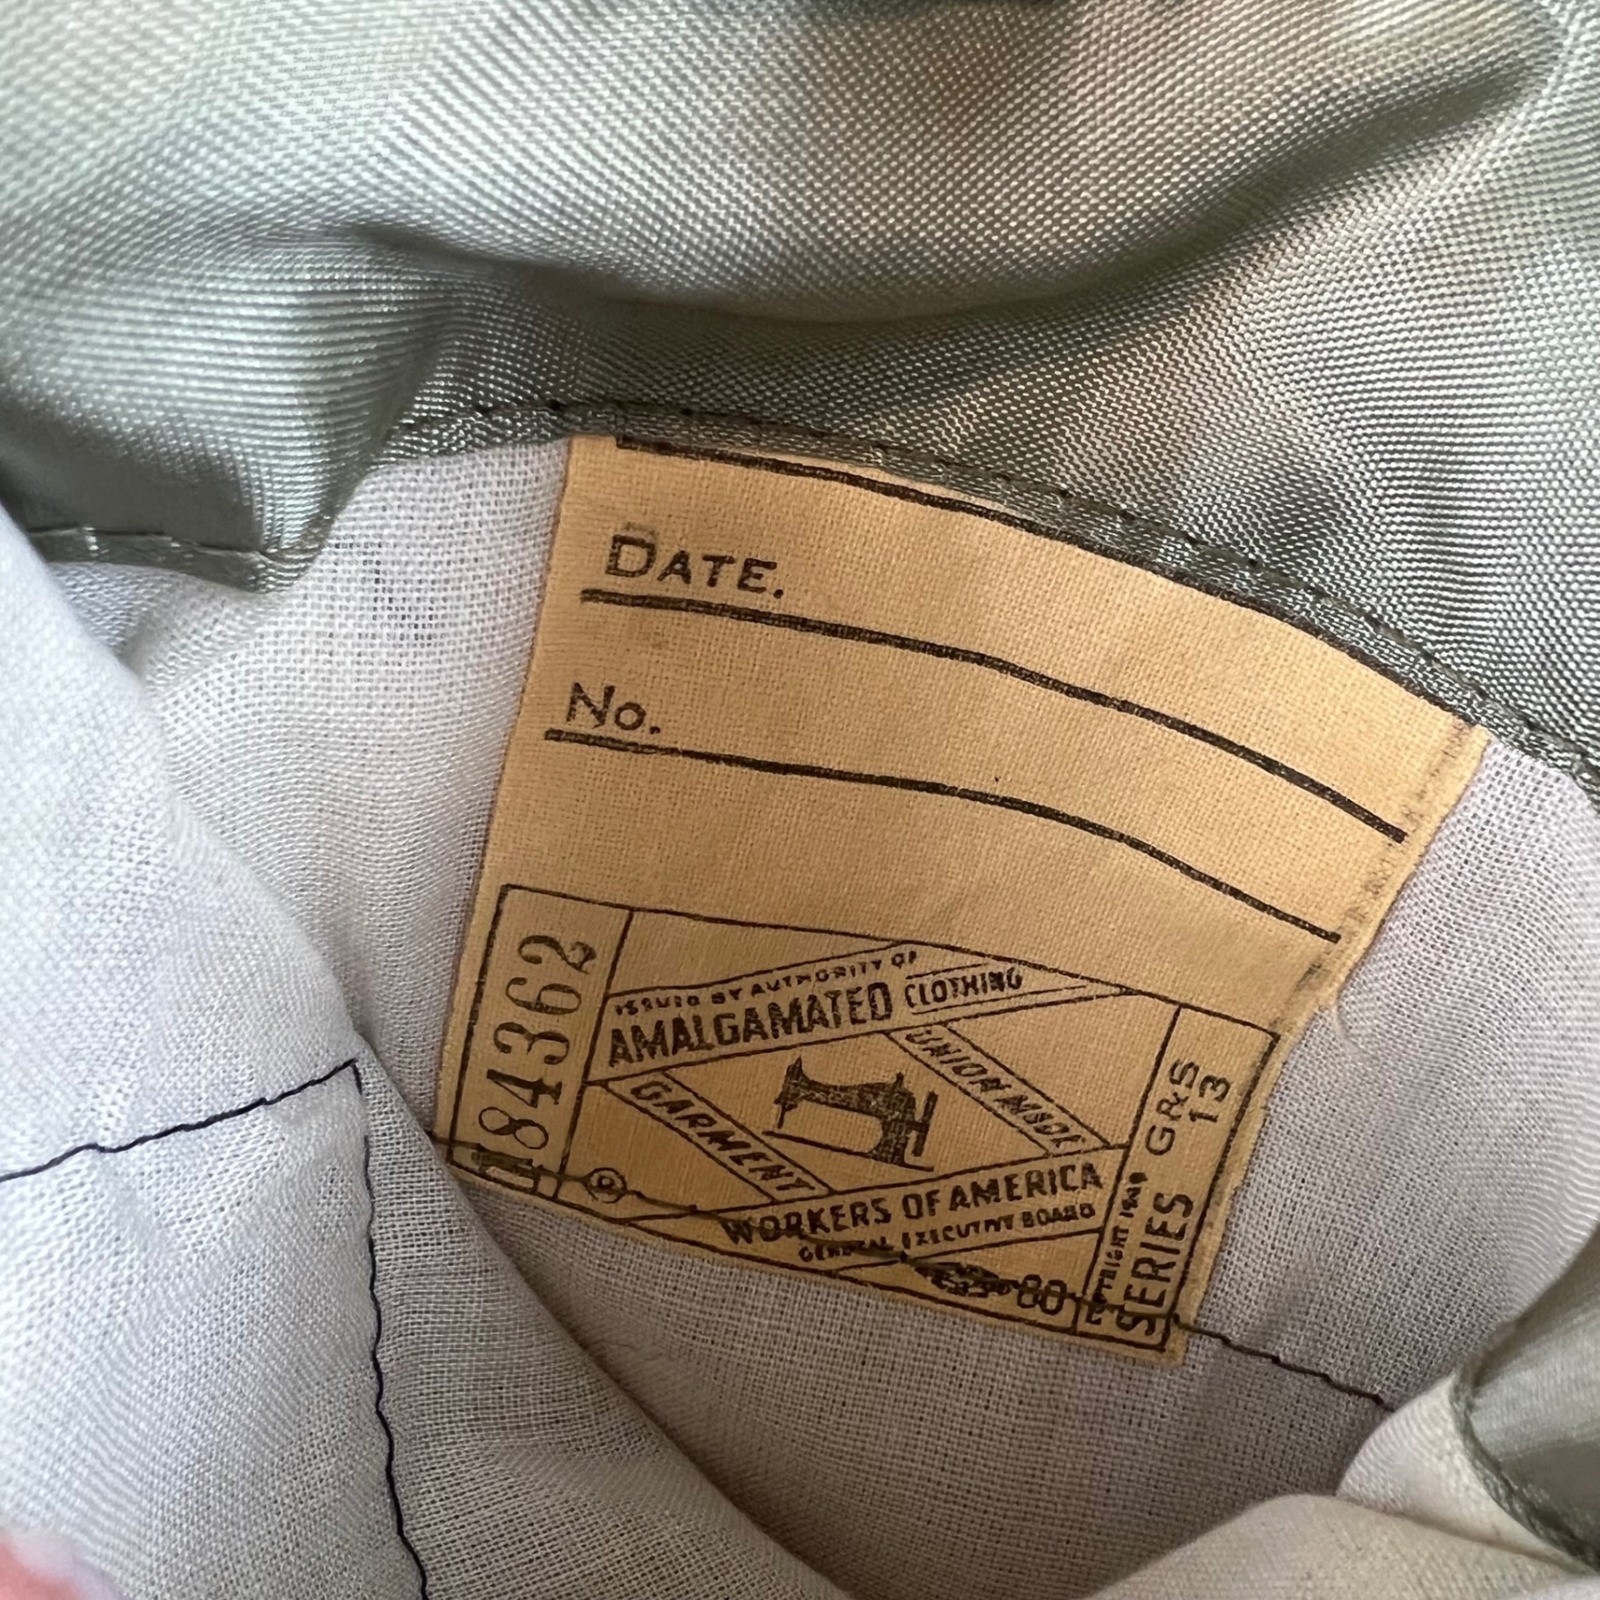 DATE.
No.
184362
ISSUED BY AUTHORITY OF
AMALGAMATED CLOTHING
UNION MADE
GARMENT
®
WORKERS OF AMERICA
GENERAL EXECUTIVE BOARD
80
SERIES
G&S
13